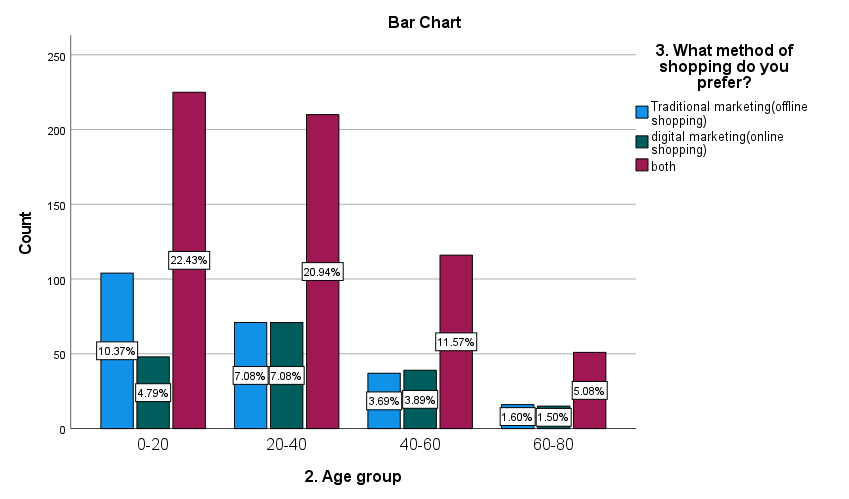 Bar Chart
3. What method of
shopping do you
prefer?
Traditional marketing(offline
shopping)
digital marketing(online
shopping)
both
Count
250
200
150
100
50
0
22.43%
20.94%
10.37%
4.79%
7.08%
7.08%
11.57%
3.69%
3.89%
5.08%
1.60%
1.50%
0-20
20-40
40-60
60-80
2. Age group